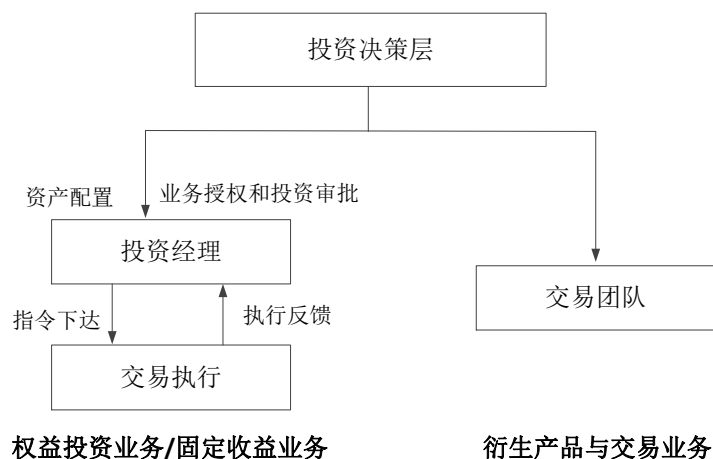 投资决策层
资产配置
业务授权和投资审批
投资经理
交易团队
指令下达
执行反馈
交易执行
权益投资业务/固定收益业务
衍生产品与交易业务